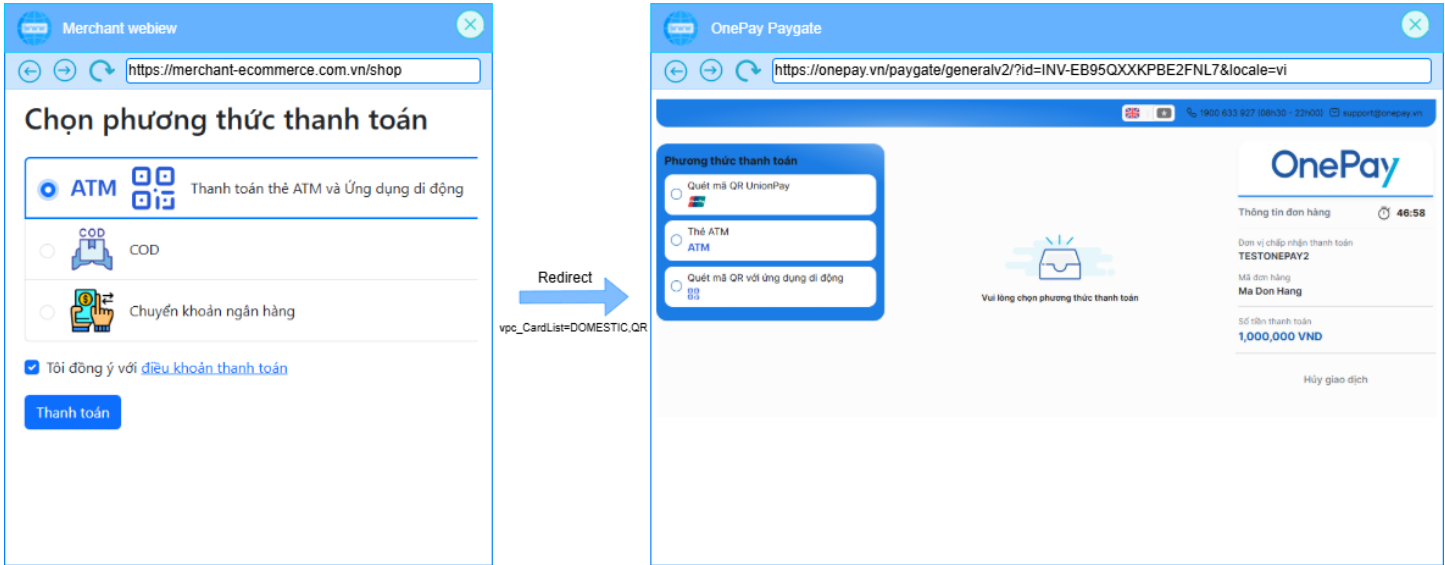 Merchant webiew
https://merchant-ecommerce.com.vn/shop
Chọn phương thức thanh toán
ATM Thanh toán thẻ ATM và Ứng dụng di động
COD COD
Chuyển khoản ngân hàng
Tôi đồng ý với điều khoản thanh toán
Thanh toán
Redirect
vpc_CardList=DOMESTIC,QR
OnePay Paygate
https://onepay.vn/paygate/generalv2/?id=INV-EB95QXXKPBE2FNL7&locale=vi
1900 633 927 (08h30 - 22h00) support@onepay.vn
Phương thức thanh toán
Quét mã QR UnionPay
Thẻ ATM
ATM
Quét mã QR với ứng dụng di động
Vui lòng chọn phương thức thanh toán
OnePay
Thông tin đơn hàng 46:58
Đơn vị chấp nhận thanh toán
TESTONEPAY2
Mã đơn hàng
Ma Don Hang
Số tiền thanh toán
1,000,000 VND
Hủy giao dịch